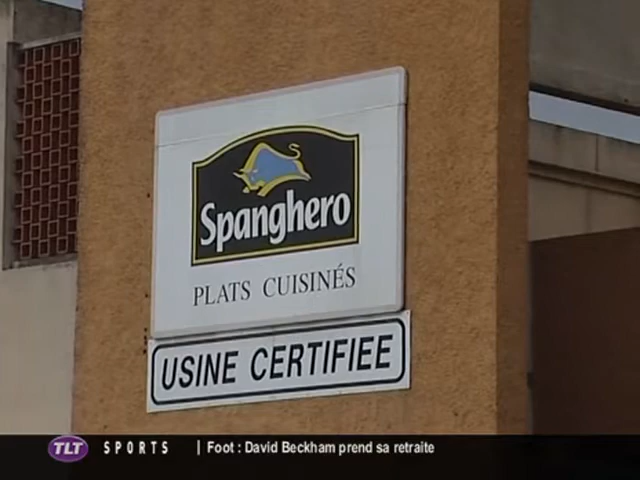 Spanghero
PLATS CUISINÉS
USINE CERTIFIEE
TLT SPORTS | Foot : David Beckham prend sa retraite